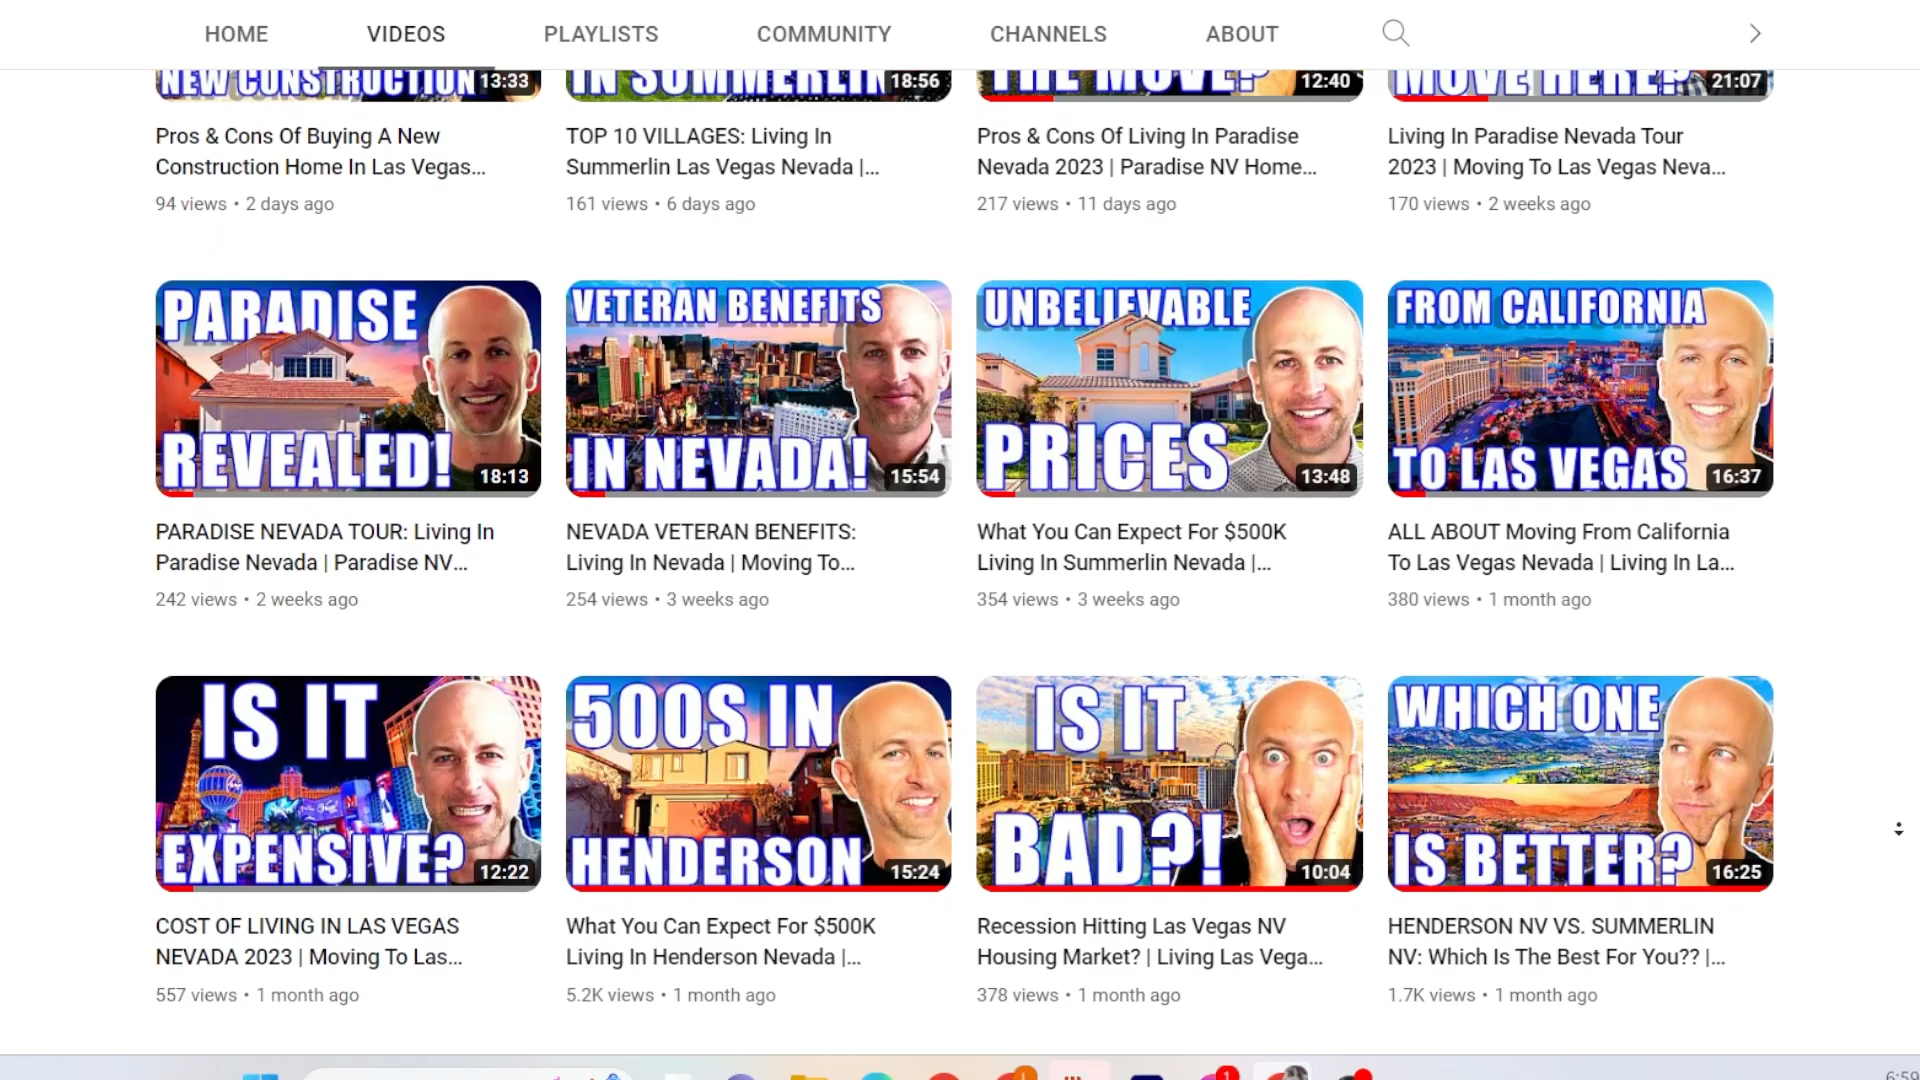 HOME VIDEOS PLAYLISTS COMMUNITY CHANNELS ABOUT
NEW CONSTRUCTION 13:33
IN SUMMERLIN 18:56
THE MOVE? 12:40
MOVE HERE? 21:07
Pros & Cons Of Buying A New
Construction Home In Las Vegas...
94 views • 2 days ago
TOP 10 VILLAGES: Living In
Summerlin Las Vegas Nevada |...
161 views • 6 days ago
Pros & Cons Of Living In Paradise
Nevada 2023 | Paradise NV Home...
217 views • 11 days ago
Living In Paradise Nevada Tour
2023 | Moving To Las Vegas Neva...
170 views • 2 weeks ago
PARADISE
REVEALED!
18:13
VETERAN BENEFITS
IN NEVADA!
15:54
UNBELIEVABLE
PRICES
13:48
FROM CALIFORNIA
TO LAS VEGAS
16:37
PARADISE NEVADA TOUR: Living In
Paradise Nevada | Paradise NV...
242 views • 2 weeks ago
NEVADA VETERAN BENEFITS:
Living In Nevada | Moving To...
254 views • 3 weeks ago
What You Can Expect For $500K
Living In Summerlin Nevada |...
354 views • 3 weeks ago
ALL ABOUT Moving From California
To Las Vegas Nevada | Living In La...
380 views • 1 month ago
IS IT
EXPENSIVE?
12:22
500S IN
HENDERSON
15:24
IS IT
BAD?!
10:04
WHICH ONE
IS BETTER?
16:25
COST OF LIVING IN LAS VEGAS
NEVADA 2023 | Moving To Las...
557 views • 1 month ago
What You Can Expect For $500K
Living In Henderson Nevada |...
5.2K views • 1 month ago
Recession Hitting Las Vegas NV
Housing Market? | Living Las Vega...
378 views • 1 month ago
HENDERSON NV VS. SUMMERLIN
NV: Which Is The Best For You?? |...
1.7K views • 1 month ago